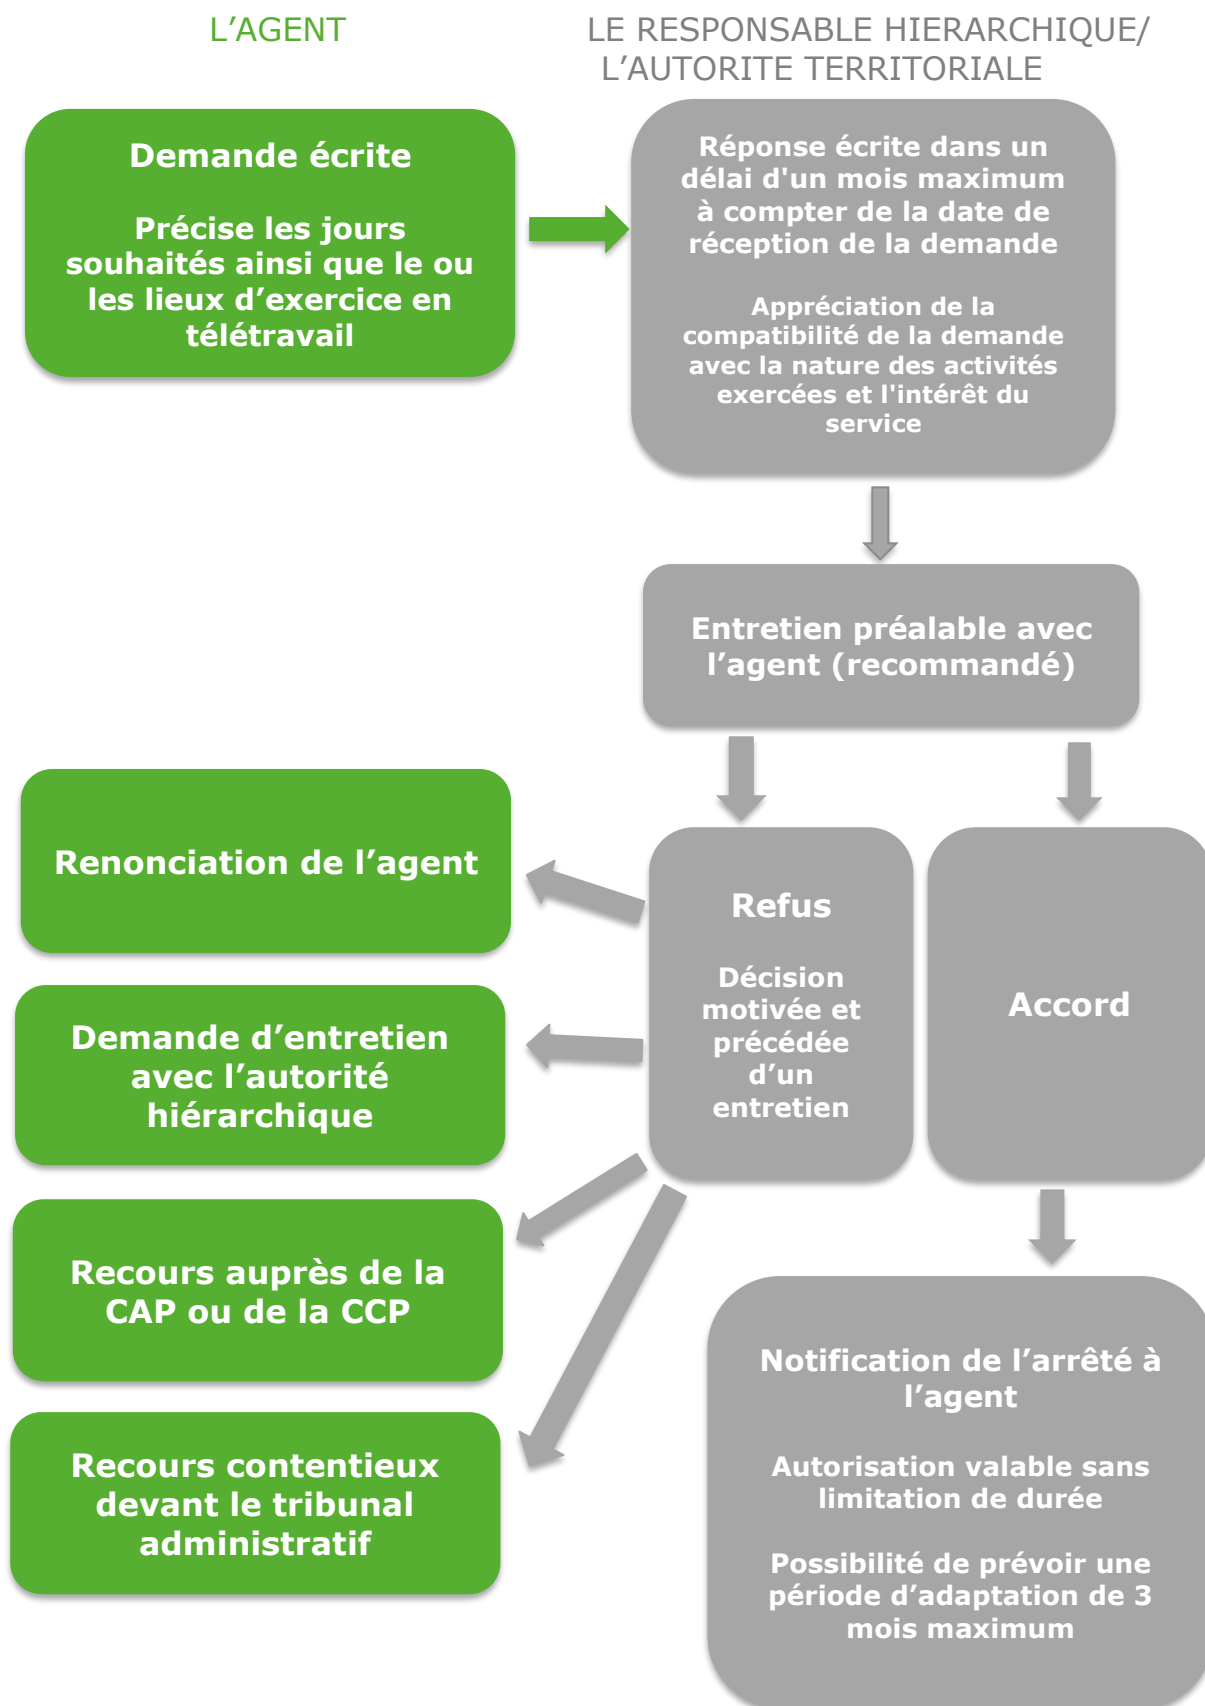 L’AGENT
LE RESPONSABLE HIERARCHIQUE/
L’AUTORITE TERRITORIALE
Demande écrite
Précise les jours
souhaités ainsi que le ou
les lieux d’exercice en
télétravail
Réponse écrite dans un
délai d'un mois maximum
à compter de la date de
réception de la demande
Appréciation de la
compatibilité de la demande
avec la nature des activités
exercées et l'intérêt du
service
Entretien préalable avec
l’agent (recommandé)
Refus
Décision
motivée et
précédée
d’un
entretien
Accord
Renonciation de l’agent
Demande d’entretien
avec l’autorité
hiérarchique
Recours auprès de la
CAP ou de la CCP
Recours contentieux
devant le tribunal
administratif
Notification de l’arrêté à
l’agent
Autorisation valable sans
limitation de durée
Possibilité de prévoir une
période d’adaptation de 3
mois maximum